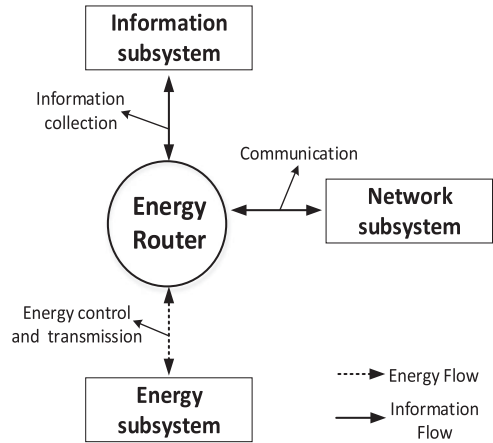 Information
subsystem
Information
collection
Communication
Energy
Router
Network
subsystem
Energy control
and transmission
Energy
subsystem
Energy Flow
Information
Flow